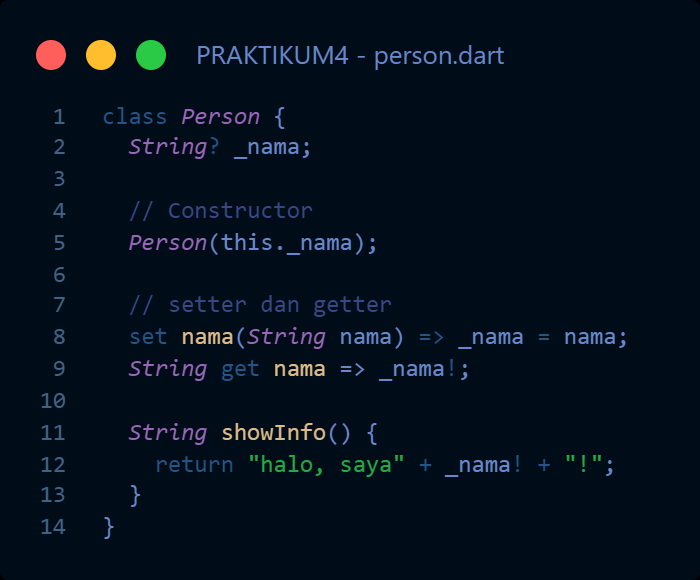 PRAKTIKUM4 - person.dart
1 class Person {
2   String? _nama;
3
4   // Constructor
5   Person(this._nama);
6
7   // setter dan getter
8   set nama(String nama) => _nama = nama;
9   String get nama => _nama!;
10
11   String showInfo() {
12     return "halo, saya" + _nama! + "!";
13   }
14 }